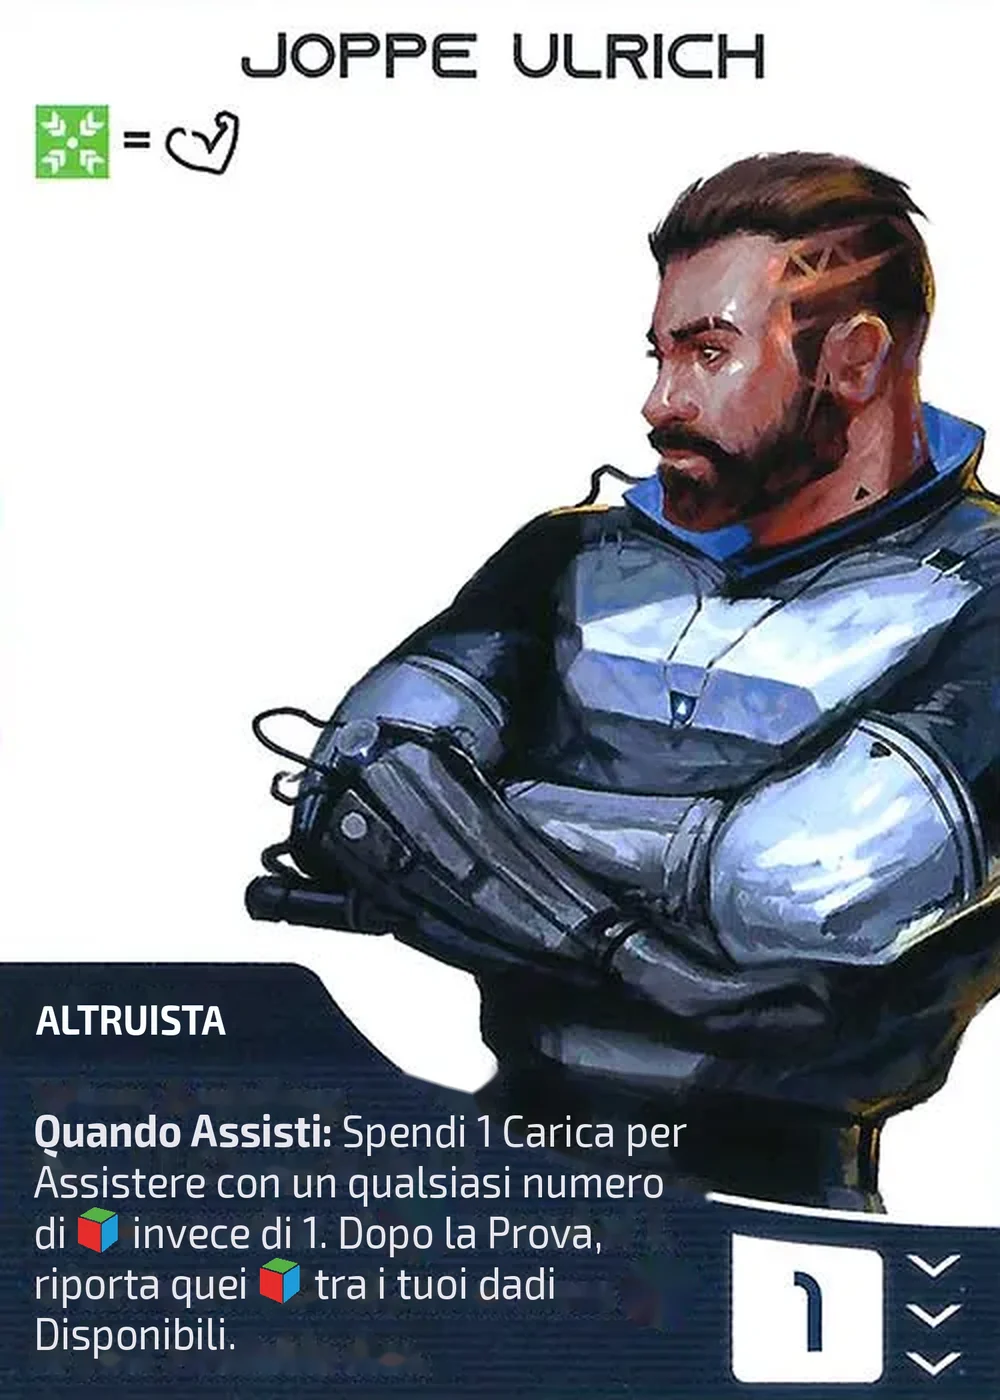 JOPPE ULRICH
=
ALTRUISTA
Quando Assisti: Spendi 1 Carica per
Assistere con un qualsiasi numero
di invece di 1. Dopo la Prova,
riporta quei tra i tuoi dadi
Disponibili.
1